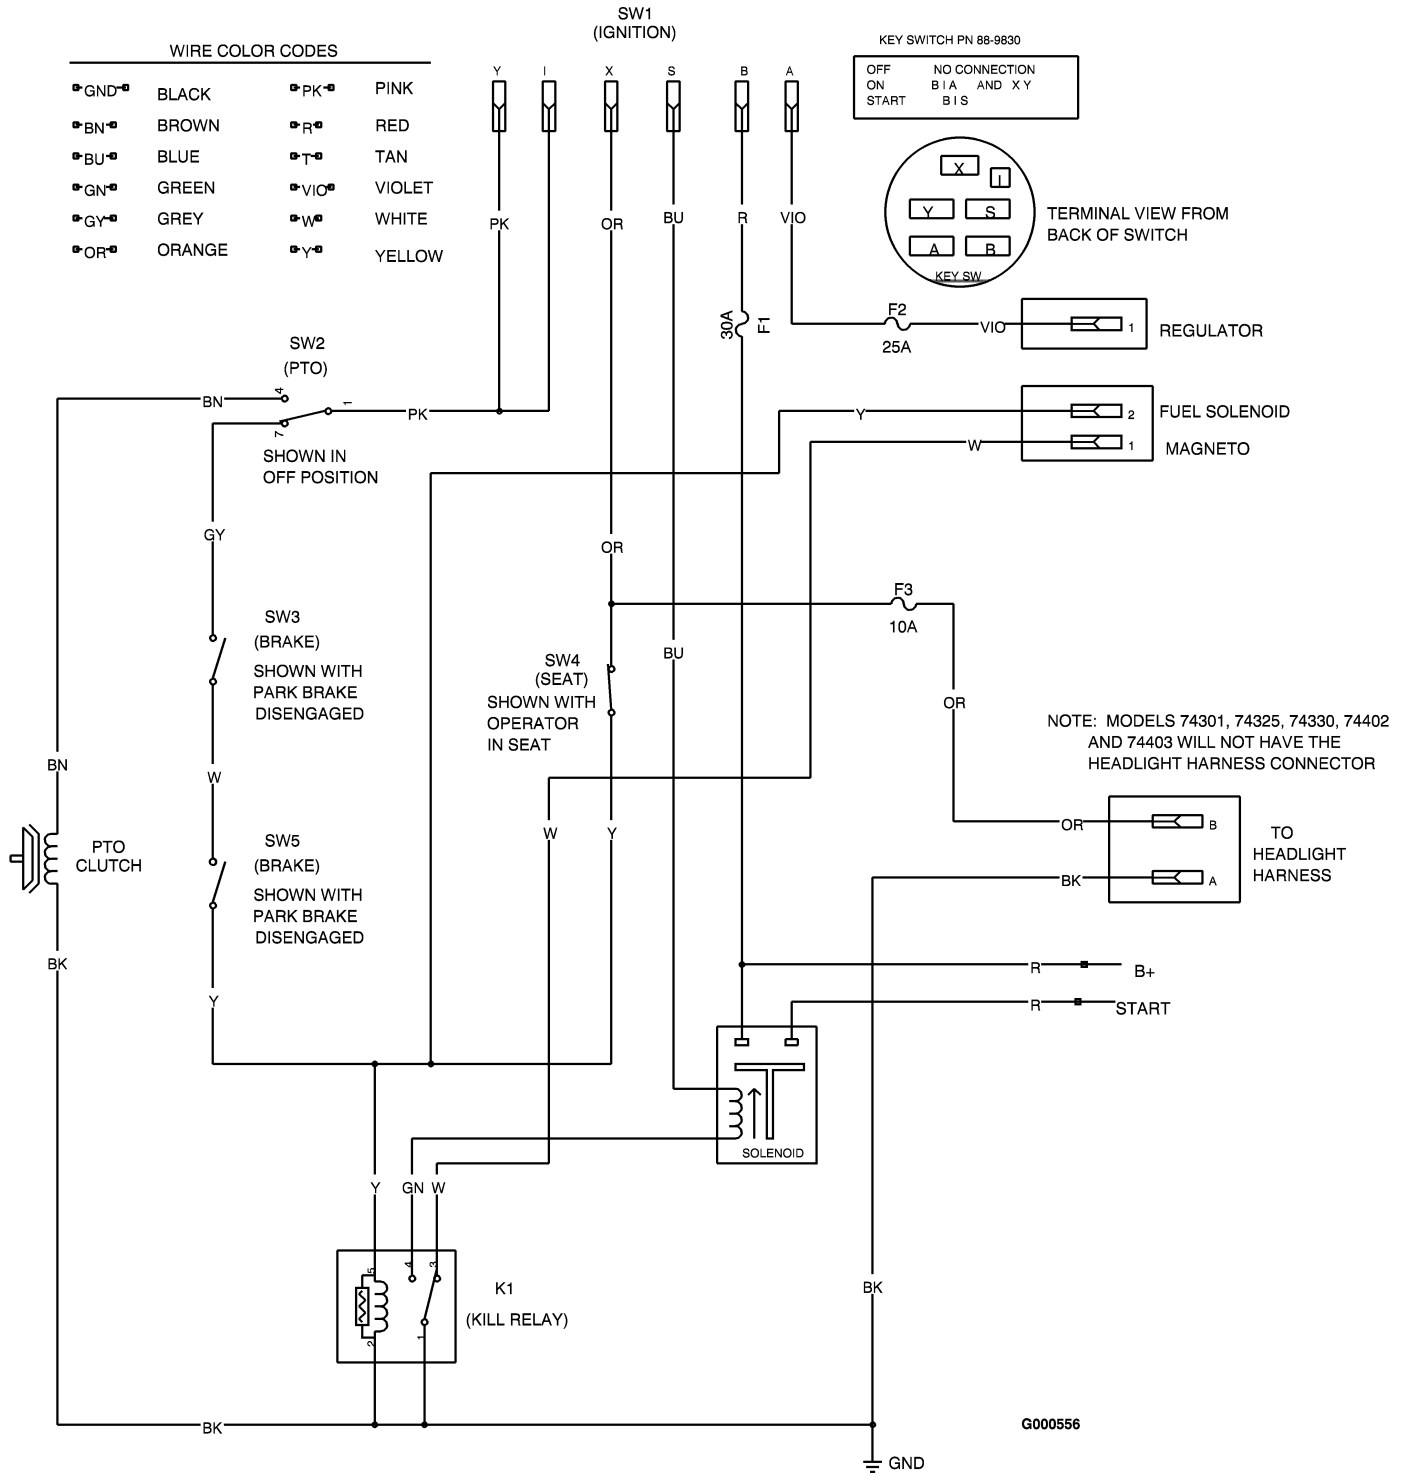 SW1
(IGNITION)
WIRE COLOR CODES
GND BLACK
BN BROWN
BU BLUE
GN GREEN
GY GREY
OR ORANGE
PK PINK
R RED
T TAN
VIO VIOLET
W WHITE
Y YELLOW
Y I X S B A
KEY SWITCH PN 88-9830
OFF NO CONNECTION
ON B I A AND X Y
START B I S
X
I
Y S
A B
KEY SW
TERMINAL VIEW FROM
BACK OF SWITCH
PK OR BU R VIO
30A
F1
F2
25A
VIO
1
REGULATOR
SW2
(PTO)
4
1
7
BN
PK
SHOWN IN
OFF POSITION
Y
2
FUEL SOLENOID
W
1
MAGNETO
GY
OR
F3
10A
SW3
(BRAKE)
SHOWN WITH
PARK BRAKE
DISENGAGED
SW4
(SEAT)
SHOWN WITH
OPERATOR
IN SEAT
BU
OR
NOTE: MODELS 74301, 74325, 74330, 74402
AND 74403 WILL NOT HAVE THE
HEADLIGHT HARNESS CONNECTOR
BN
W
W
Y
OR
B
BK
A
TO
HEADLIGHT
HARNESS
PTO
CLUTCH
SW5
(BRAKE)
SHOWN WITH
PARK BRAKE
DISENGAGED
BK
Y
R
B+
R
START
SOLENOID
Y
GN
W
5
4
3
2
1
K1
(KILL RELAY)
BK
BK
GND
G000556